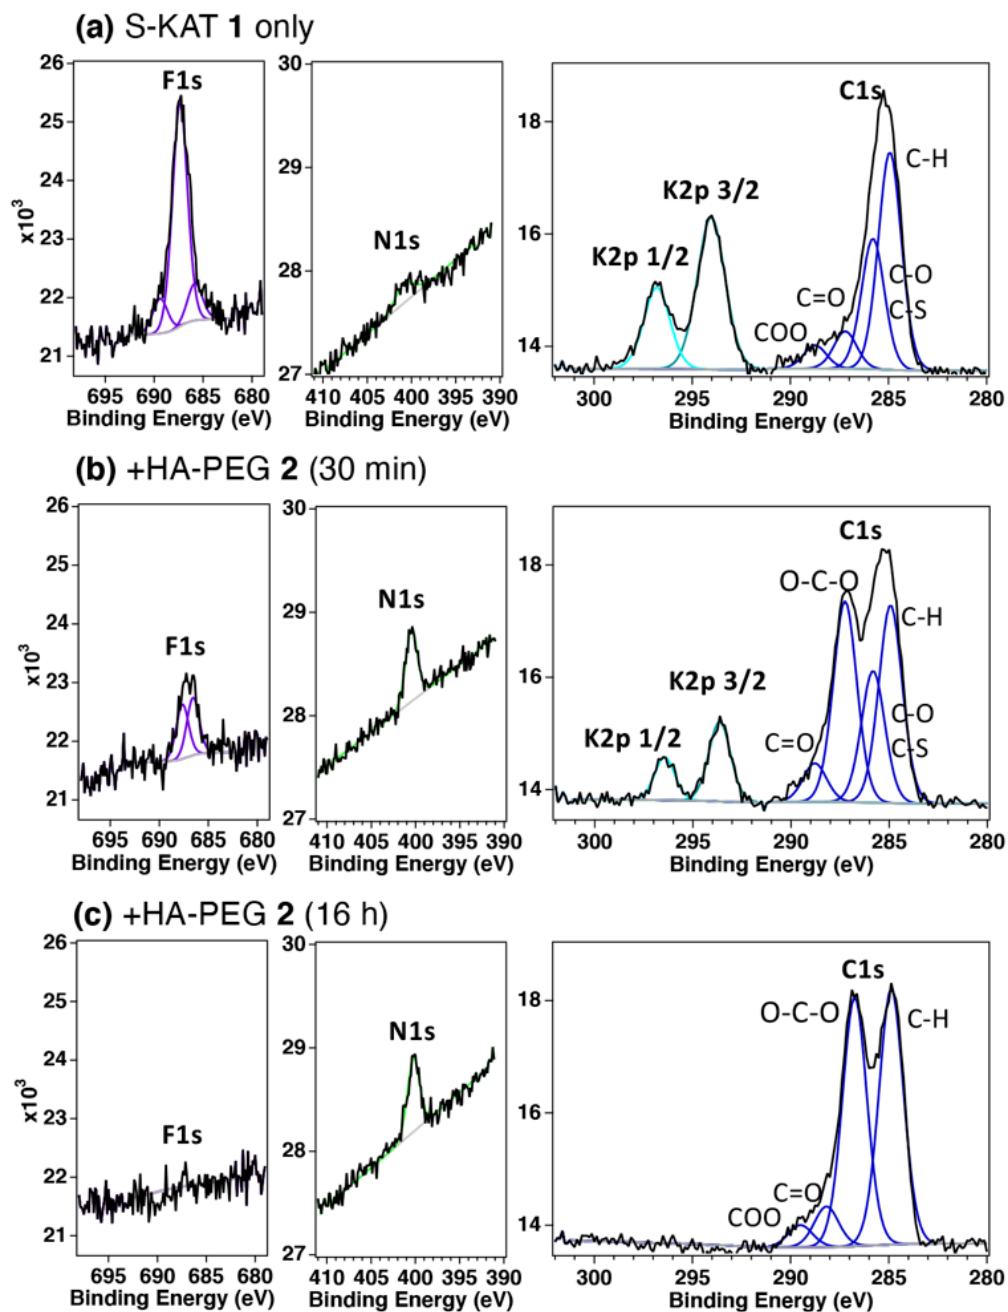 (a) S-KAT 1 only
F1s
N1s
C1s
C-H
K2p 3/2
K2p 1/2
C-O
C=O
C-S
COO
x10³
26
25
24
23
22
21
30
29
28
27
18
16
14
695 690 685 680
410 405 400 395 390
300 295 290 285 280
Binding Energy (eV)
Binding Energy (eV)
Binding Energy (eV)
(b) +HA-PEG 2 (30 min)
F1s
N1s
C1s
O-C-O
C-H
K2p 3/2
K2p 1/2
C=O
C-O
C-S
x10³
26
25
24
23
22
21
30
29
28
27
18
16
14
695 690 685 680
410 405 400 395 390
300 295 290 285 280
Binding Energy (eV)
Binding Energy (eV)
Binding Energy (eV)
(c) +HA-PEG 2 (16 h)
F1s
N1s
C1s
O-C-O
C-H
C=O
COO
x10³
26
25
24
23
22
21
30
29
28
27
18
16
14
695 690 685 680
410 405 400 395 390
300 295 290 285 280
Binding Energy (eV)
Binding Energy (eV)
Binding Energy (eV)